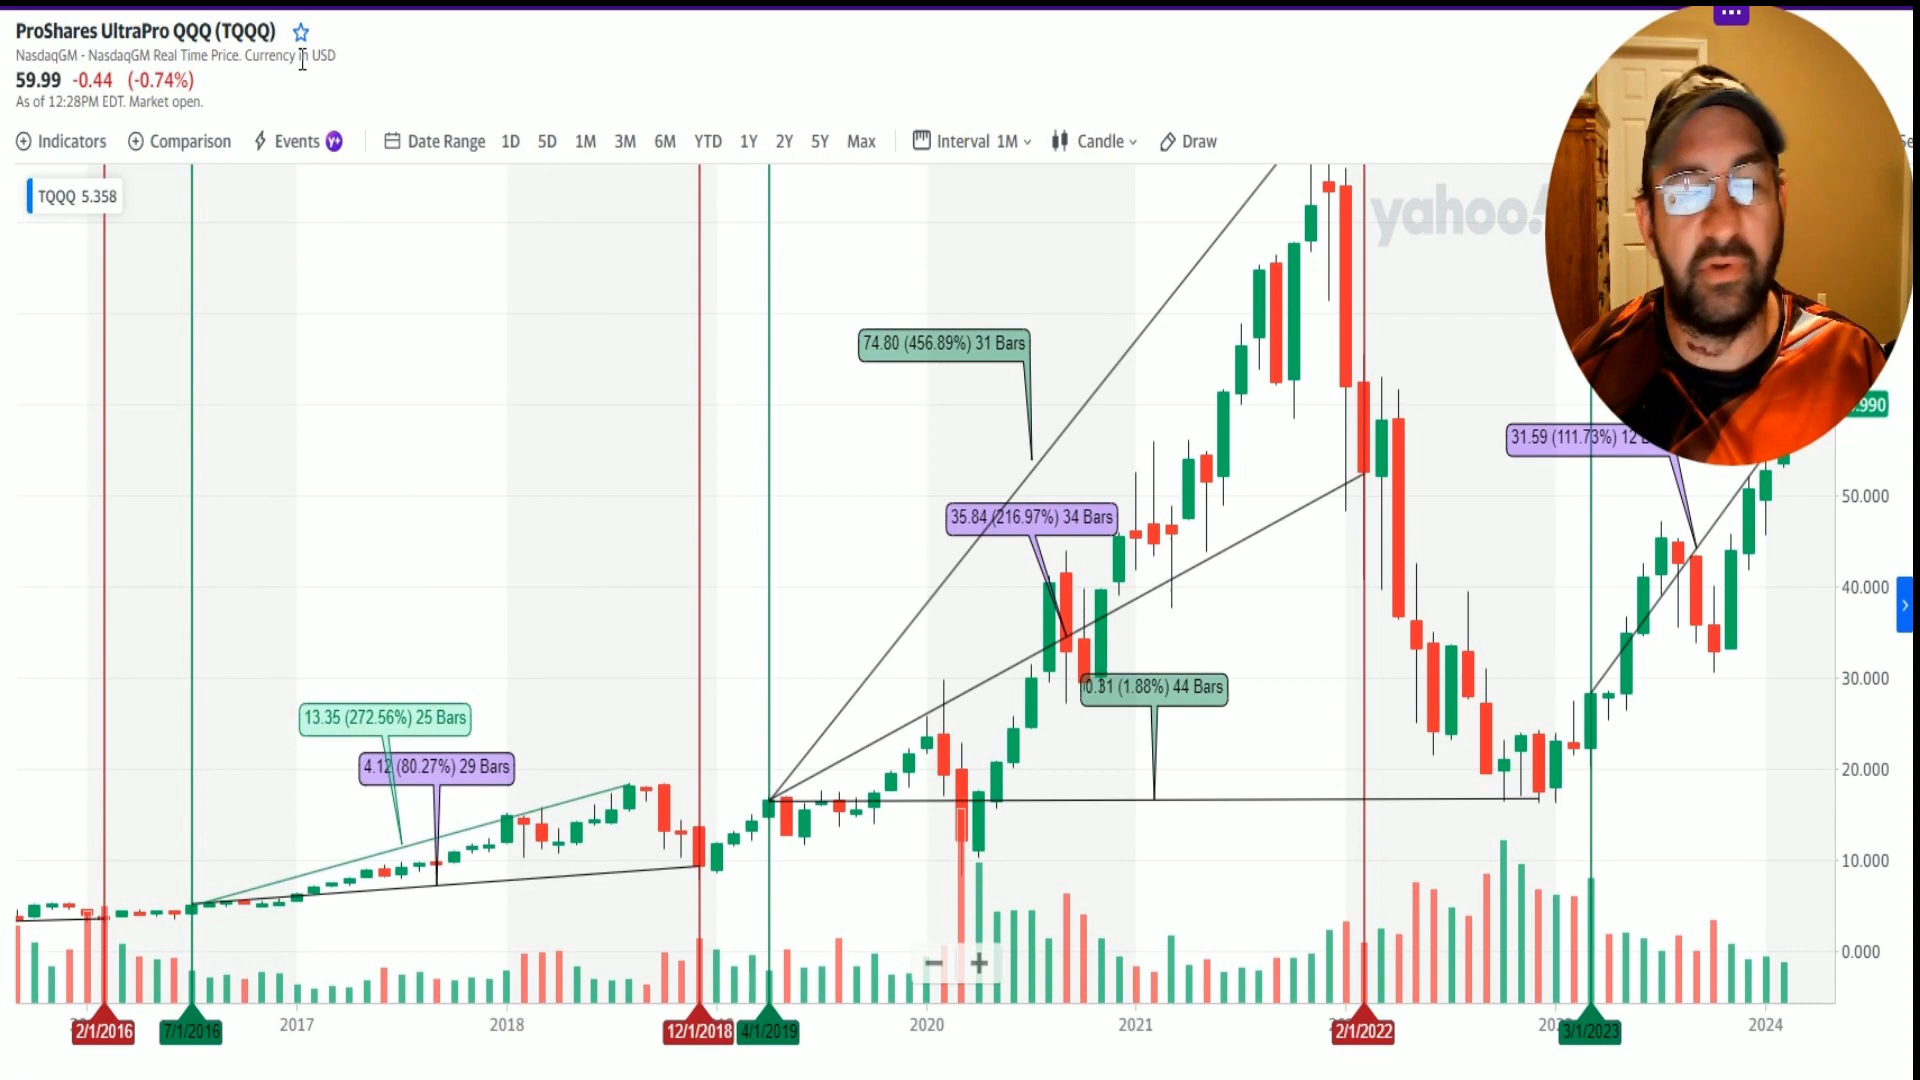 ProShares UltraPro QQQ (TQQQ)
NasdaqGM - NasdaqGM Real Time Price. Currency in USD
59.99 -0.44 (-0.74%)
As of 12:28PM EDT. Market open.
Indicators Comparison Events Y+ Date Range 1D 5D 1M 3M 6M YTD 1Y 2Y 5Y Max Interval 1M Candle Draw
TQQQ 5.358
yahoo!
74.80 (456.89%) 31 Bars
.990
31.59 (111.73%) 12
50.000
35.84 (216.97%) 34 Bars
40.000
30.000
0.31 (1.88%) 44 Bars
13.35 (272.56%) 25 Bars
4.12 (80.27%) 29 Bars
20.000
10.000
0.000
2017 2018 2020 2021 2024
2/1/2016 7/1/2016 12/1/2018 4/1/2019 2/1/2022 3/1/2023